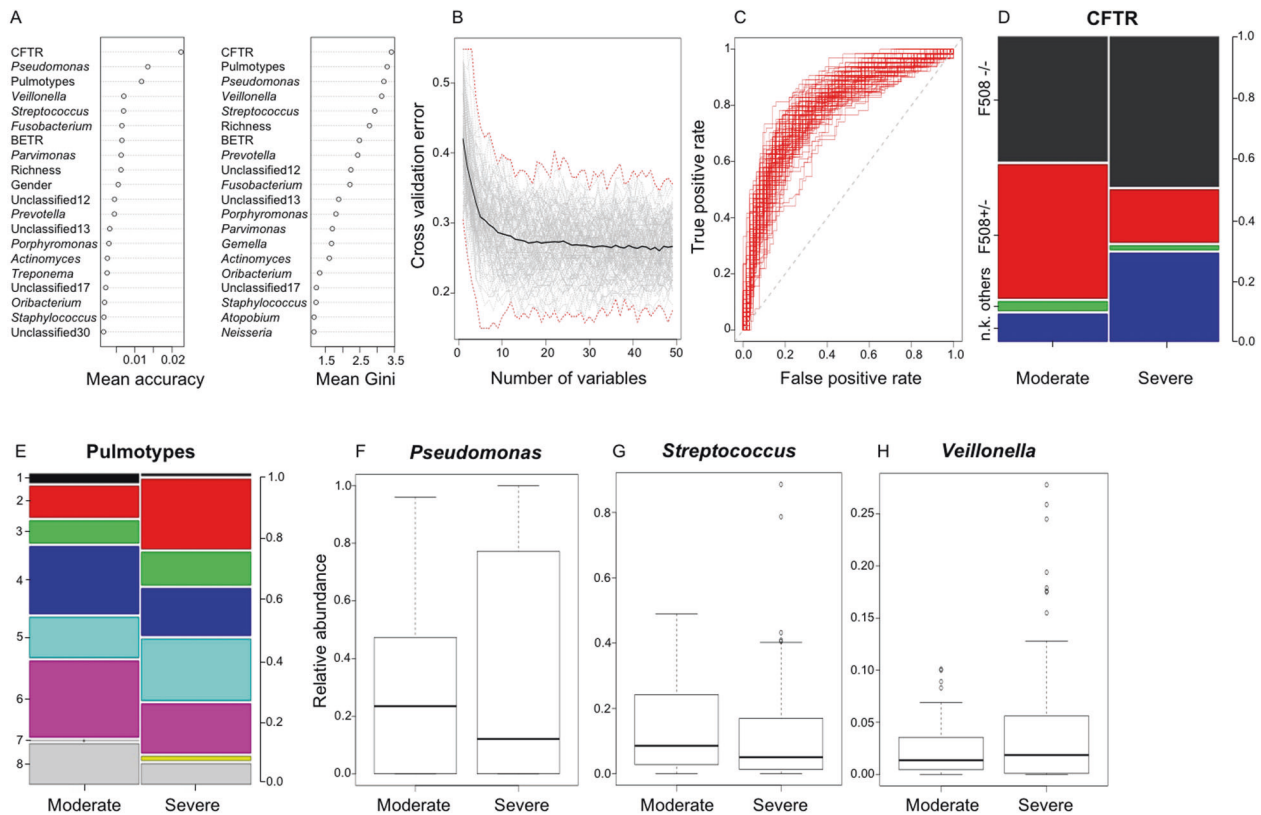 A
CFTR
Pseudomonas
Pulmotypes
Veillonella
Streptococcus
Fusobacterium
BETR
Parvimonas
Richness
Gender
Unclassified12
Prevotella
Unclassified13
Porphyromonas
Actinomyces
Treponema
Unclassified17
Oribacterium
Staphylococcus
Unclassified30
0.01 0.02
Mean accuracy
CFTR
Pulmotypes
Pseudomonas
Veillonella
Streptococcus
Richness
BETR
Prevotella
Unclassified12
Fusobacterium
Unclassified13
Porphyromonas
Parvimonas
Gemella
Actinomyces
Oribacterium
Unclassified17
Staphylococcus
Atopobium
Neisseria
1.5 2.5 3.5
Mean Gini
B
Cross validation error
0.5
0.4
0.3
0.2
0 10 20 30 40 50
Number of variables
C
True positive rate
1
0.8
0.6
0.4
0.2
0
0.0 0.2 0.4 0.6 0.8 1.0
False positive rate
D
CFTR
F508 -/-
F508+/-
others
n.k.
1.0
0.8
0.6
0.4
0.2
0.0
Moderate Severe
E
Pulmotypes
1
2
3
4
5
6
7
8
1.0
0.8
0.6
0.4
0.2
0.0
Moderate Severe
F
Pseudomonas
Relative abundance
1.0
0.8
0.6
0.4
0.2
0.0
Moderate Severe
G
Streptococcus
0.8
0.6
0.4
0.2
0.0
Moderate Severe
H
Veillonella
0.25
0.20
0.15
0.10
0.05
0.00
Moderate Severe